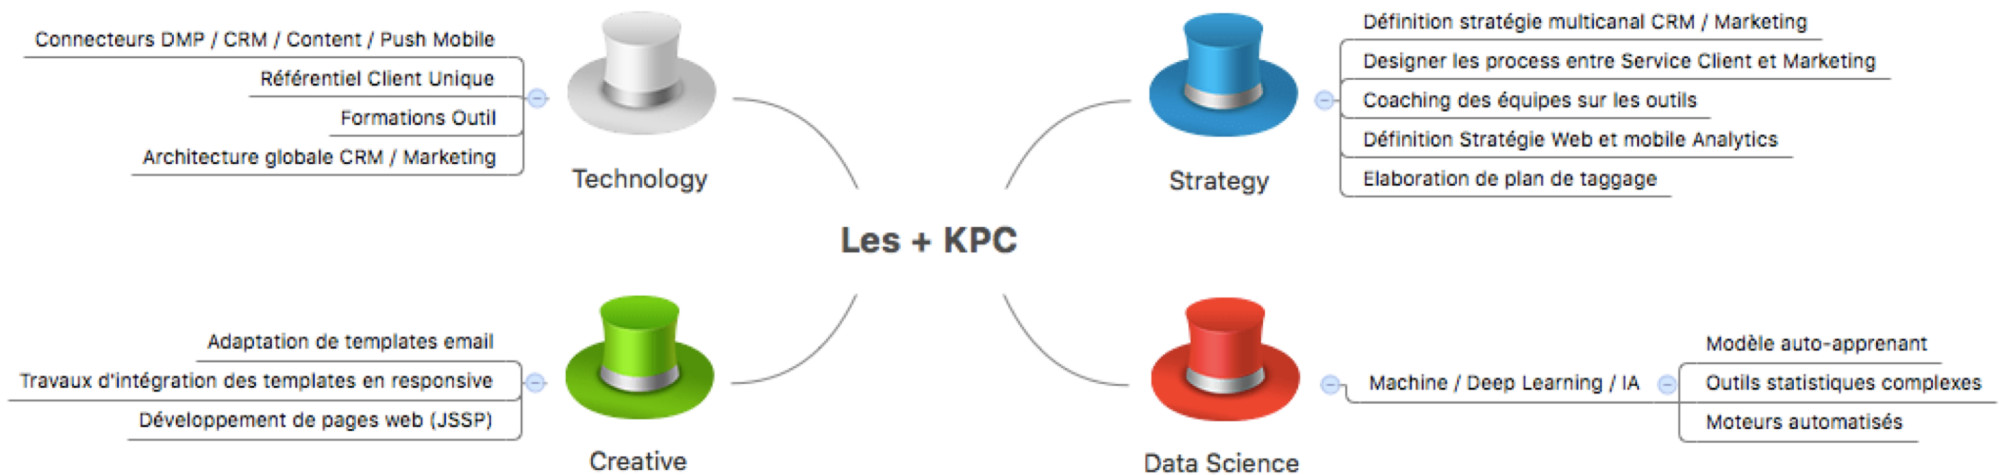 Connecteurs DMP / CRM / Content / Push Mobile
Référentiel Client Unique
Formations Outil
Architecture globale CRM / Marketing
Technology
Définition stratégie multicanal CRM / Marketing
Designer les process entre Service Client et Marketing
Coaching des équipes sur les outils
Définition Stratégie Web et mobile Analytics
Elaboration de plan de taggage
Strategy
Les + KPC
Adaptation de templates email
Travaux d'intégration des templates en responsive
Développement de pages web (JSSP)
Creative
Machine / Deep Learning / IA
Modèle auto-apprenant
Outils statistiques complexes
Moteurs automatisés
Data Science